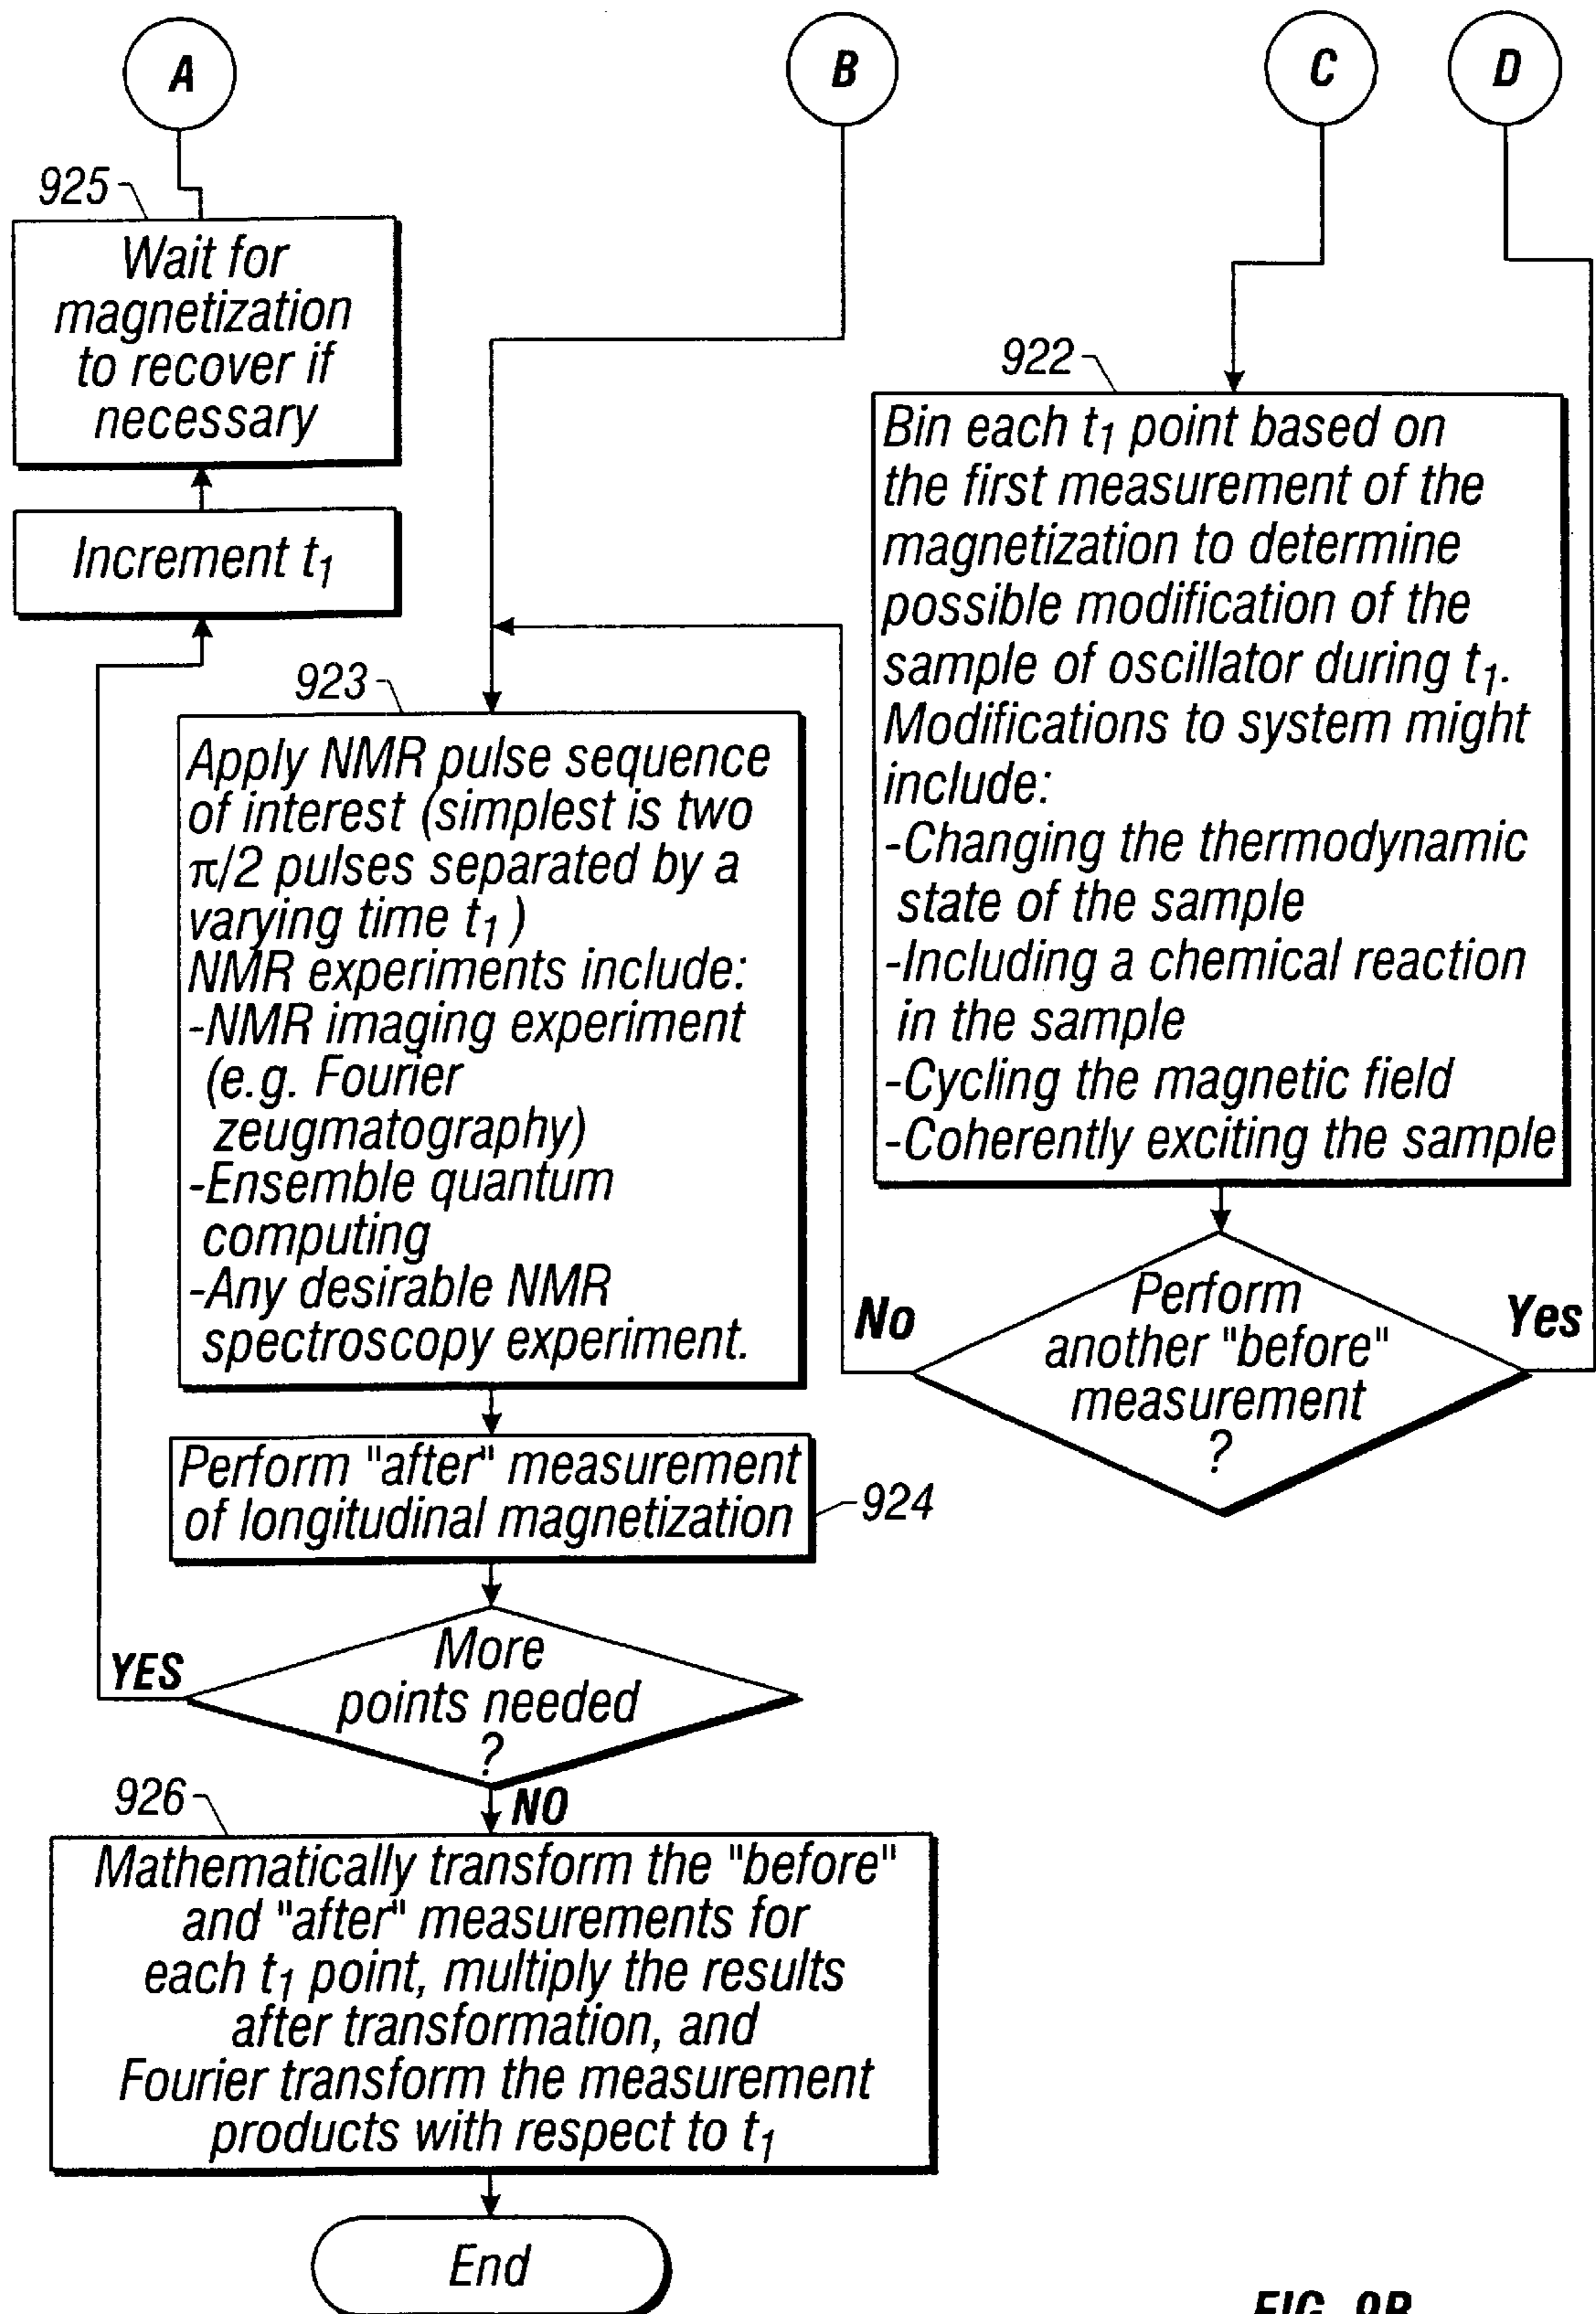 A
B
C
D
925
Wait for
magnetization
to recover if
necessary
Increment t1
922
Bin each t1 point based on
the first measurement of the
magnetization to determine
possible modification of the
sample of oscillator during t1.
Modifications to system might
include:
-Changing the thermodynamic
state of the sample
-Including a chemical reaction
in the sample
-Cycling the magnetic field
-Coherently exciting the sample
923
Apply NMR pulse sequence
of interest (simplest is two
π/2 pulses separated by a
varying time t1)
NMR experiments include:
-NMR imaging experiment
(e.g. Fourier
zeugmatography)
-Ensemble quantum
computing
-Any desirable NMR
spectroscopy experiment.
No
Perform
another "before"
measurement
?
Yes
Perform "after" measurement
of longitudinal magnetization
924
YES
More
points needed
?
NO
926
Mathematically transform the "before"
and "after" measurements for
each t1 point, multiply the results
after transformation, and
Fourier transform the measurement
products with respect to t1
End
FIG. 9B